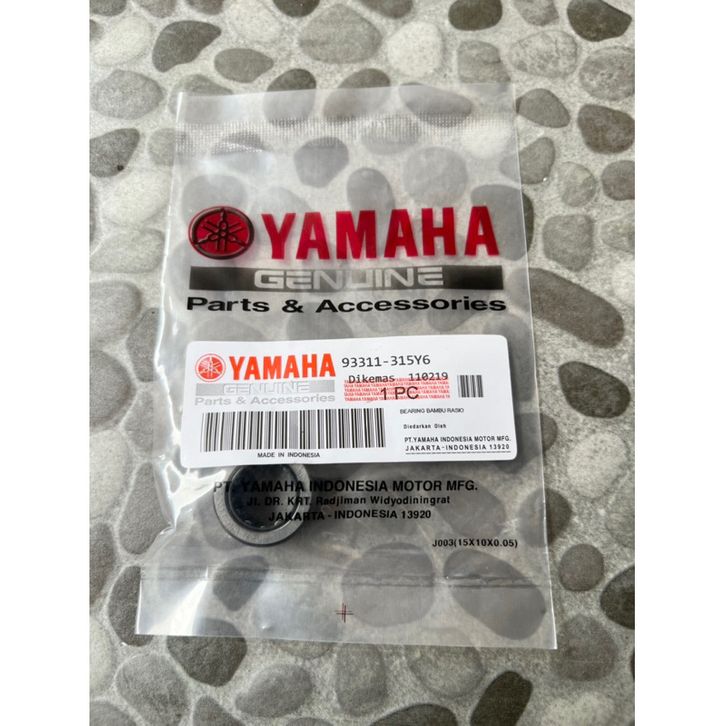 YAMAHA
GENUINE
Parts & Accessories
YAMAHA 93311-315Y6
GENUINE Dikemas 110219
Parts & Accessories 1 PC
BEARING BAMBU RASIO
Diedarkan Oleh
PT.YAMAHA INDONESIA MOTOR MFG.
MADE IN INDONESIA JAKARTA-INDONESIA 13920
PT. YAMAHA INDONESIA MOTOR MFG.
Jl. DR. KRT. Radjiman Widyodiningrat
JAKARTA - INDONESIA 13920
J003(15X10X0.05)